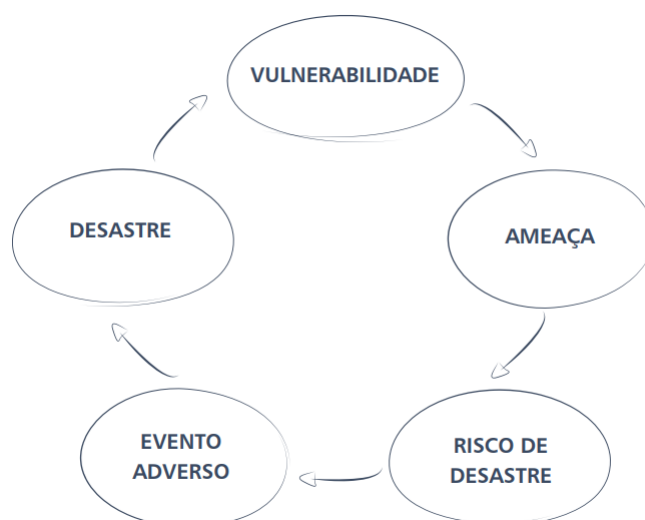 VULNERABILIDADE
AMEAÇA
RISCO DE
DESASTRE
EVENTO
ADVERSO
DESASTRE